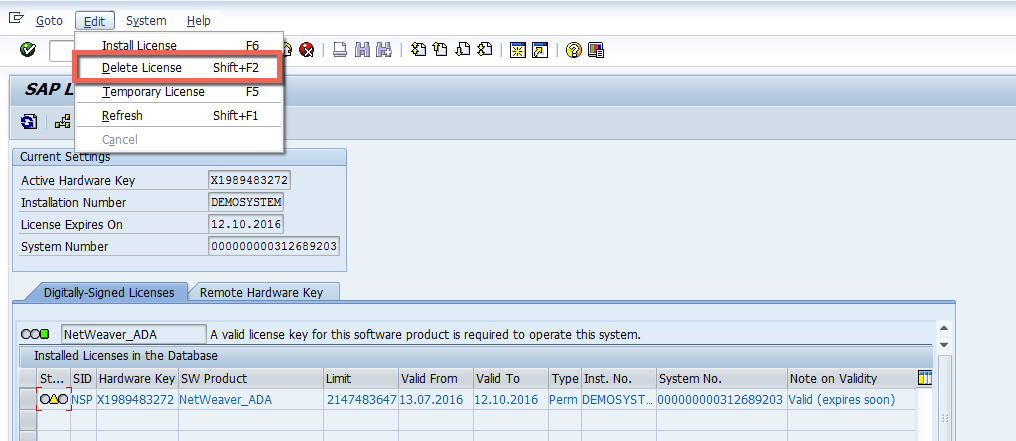 Goto Edit System Help
Install License F6
Delete License Shift+F2
Temporary License F5
Refresh Shift+F1
Cancel
SAP L
Current Settings
Active Hardware Key X1989483272
Installation Number DEMOSYSTEM
License Expires On 12.10.2016
System Number 000000000312689203
Digitally-Signed Licenses Remote Hardware Key
NetWeaver_ADA A valid license key for this software product is required to operate this system.
Installed Licenses in the Database
St... SID Hardware Key SW Product Limit Valid From Valid To Type Inst. No. System No. Note on Validity
NSP X1989483272 NetWeaver_ADA 2147483647 13.07.2016 12.10.2016 Perm DEMOSYST... 000000000312689203 Valid (expires soon)